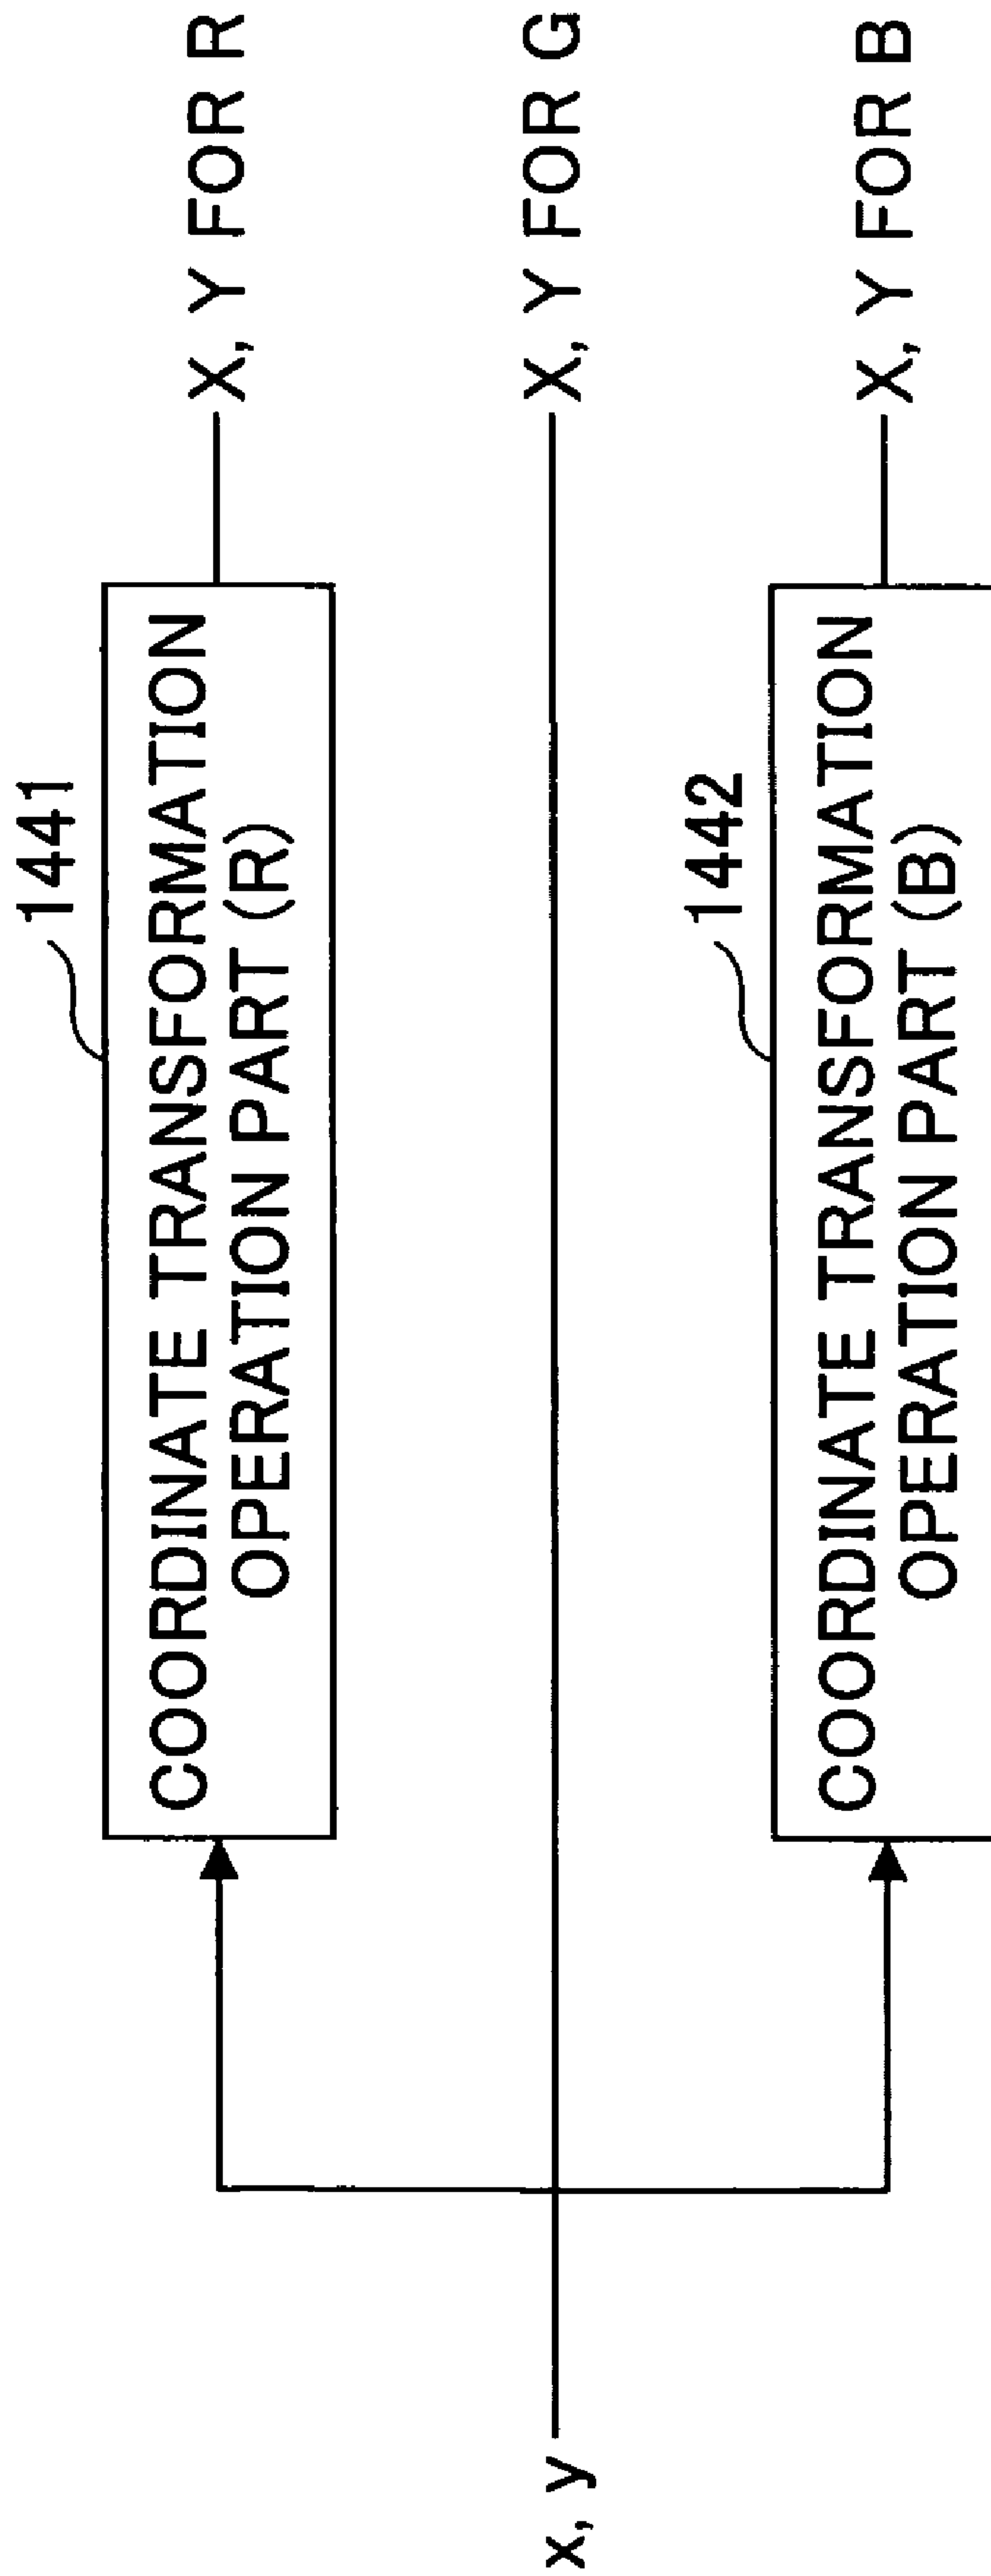 1441
COORDINATE TRANSFORMATION
OPERATION PART (R)
X, Y FOR R
x, y
X, Y FOR G
1442
COORDINATE TRANSFORMATION
OPERATION PART (B)
X, Y FOR B